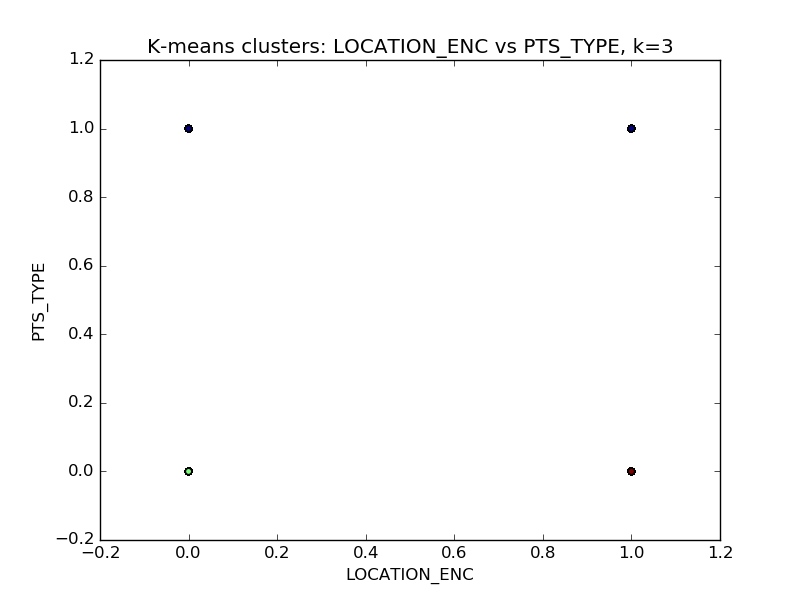 K-means clusters: LOCATION_ENC vs PTS_TYPE, k=3
1.2
1.0
0.8
0.6
0.4
0.2
0.0
−0.2
PTS_TYPE
−0.2 0.0 0.2 0.4 0.6 0.8 1.0 1.2
LOCATION_ENC